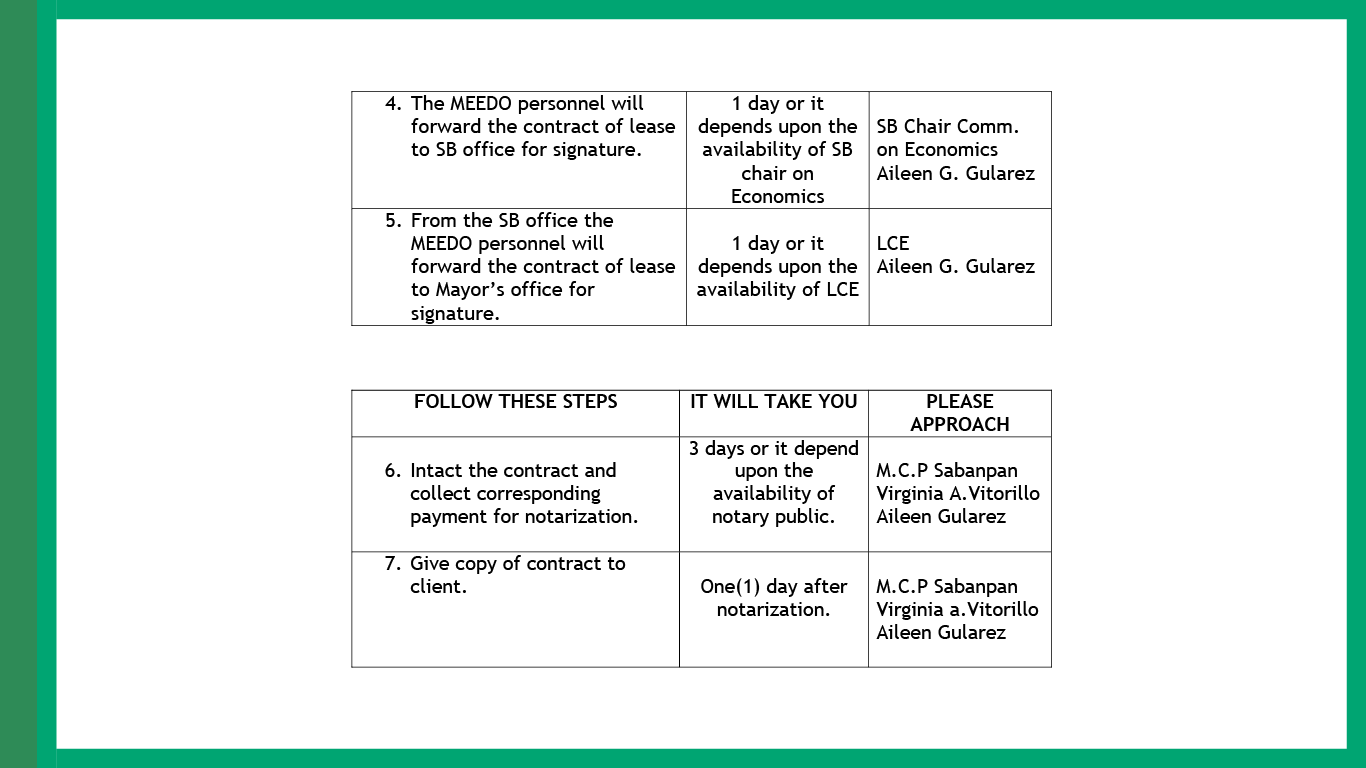 4. The MEEDO personnel will
forward the contract of lease
to SB office for signature.
1 day or it
depends upon the
availability of SB
chair on
Economics
SB Chair Comm.
on Economics
Aileen G. Gularez
5. From the SB office the
MEEDO personnel will
forward the contract of lease
to Mayor’s office for
signature.
1 day or it
depends upon the
availability of LCE
LCE
Aileen G. Gularez
FOLLOW THESE STEPS
IT WILL TAKE YOU
PLEASE
APPROACH
6. Intact the contract and
collect corresponding
payment for notarization.
3 days or it depend
upon the
availability of
notary public.
M.C.P Sabanpan
Virginia A.Vitorillo
Aileen Gularez
7. Give copy of contract to
client.
One(1) day after
notarization.
M.C.P Sabanpan
Virginia a.Vitorillo
Aileen Gularez